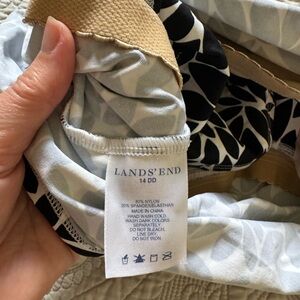 LANDS' END
14 DD
80% NYLON
20% SPANDEX/ELASTHAN
MADE IN CHINA
HAND WASH COLD.
WASH DARK COLORS
SEPARATELY.
DO NOT BLEACH.
LINE DRY.
DO NOT IRON.